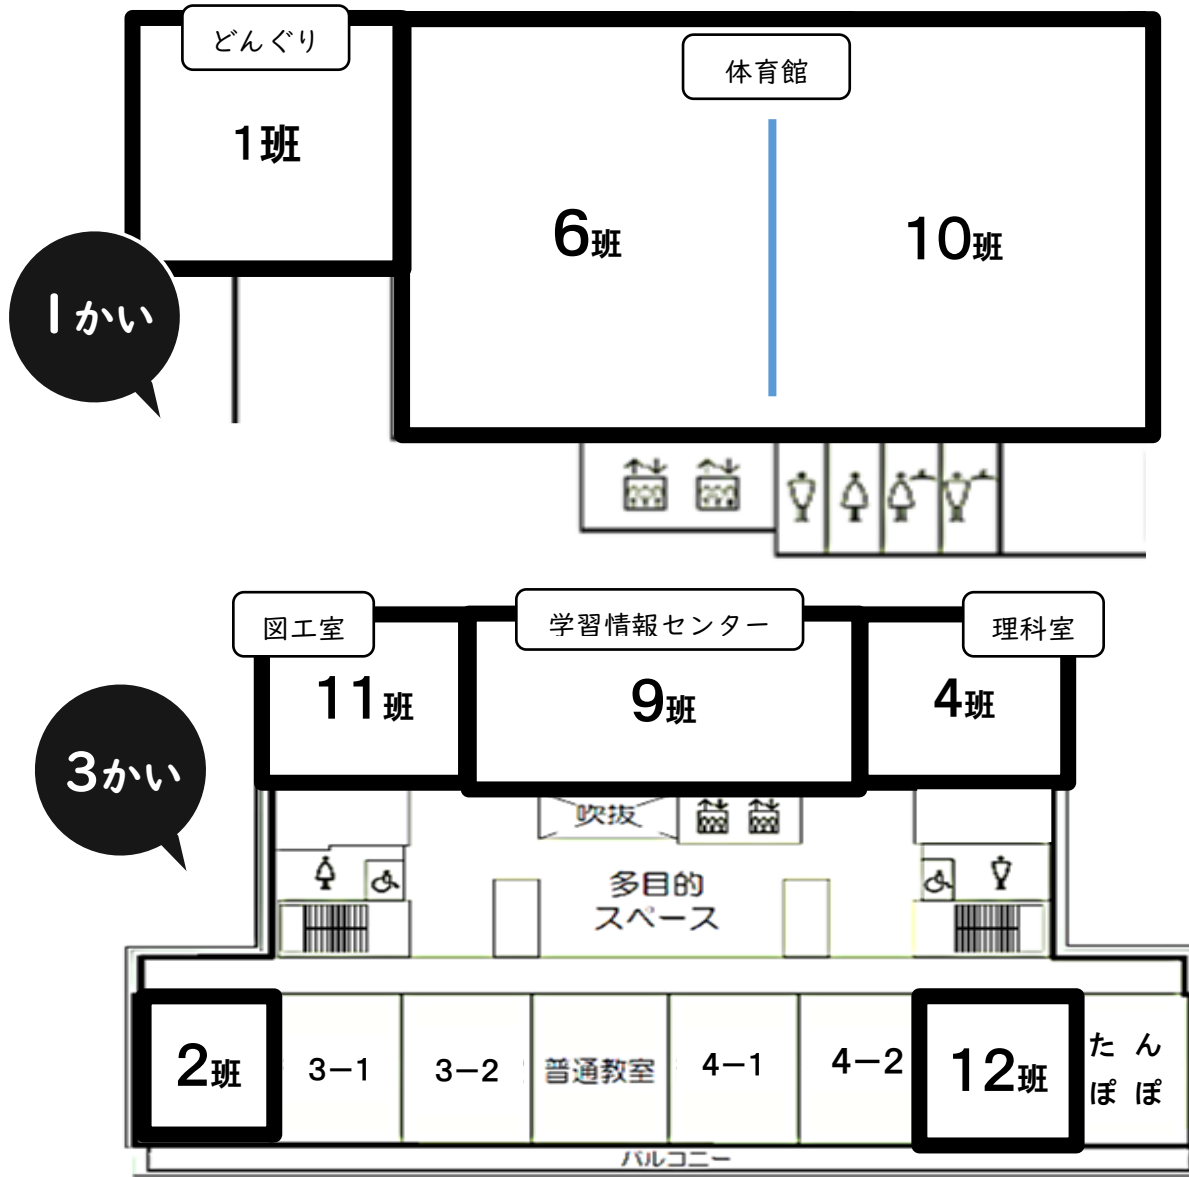 どんぐり
体育館
1班
6班
10班
1かい
図工室
学習情報センター
理科室
11班
9班
4班
3かい
吹抜
多目的
スペース
2班
3−1
3−2
普通教室
4−1
4−2
12班
たん
ぽぽ
バルコニー